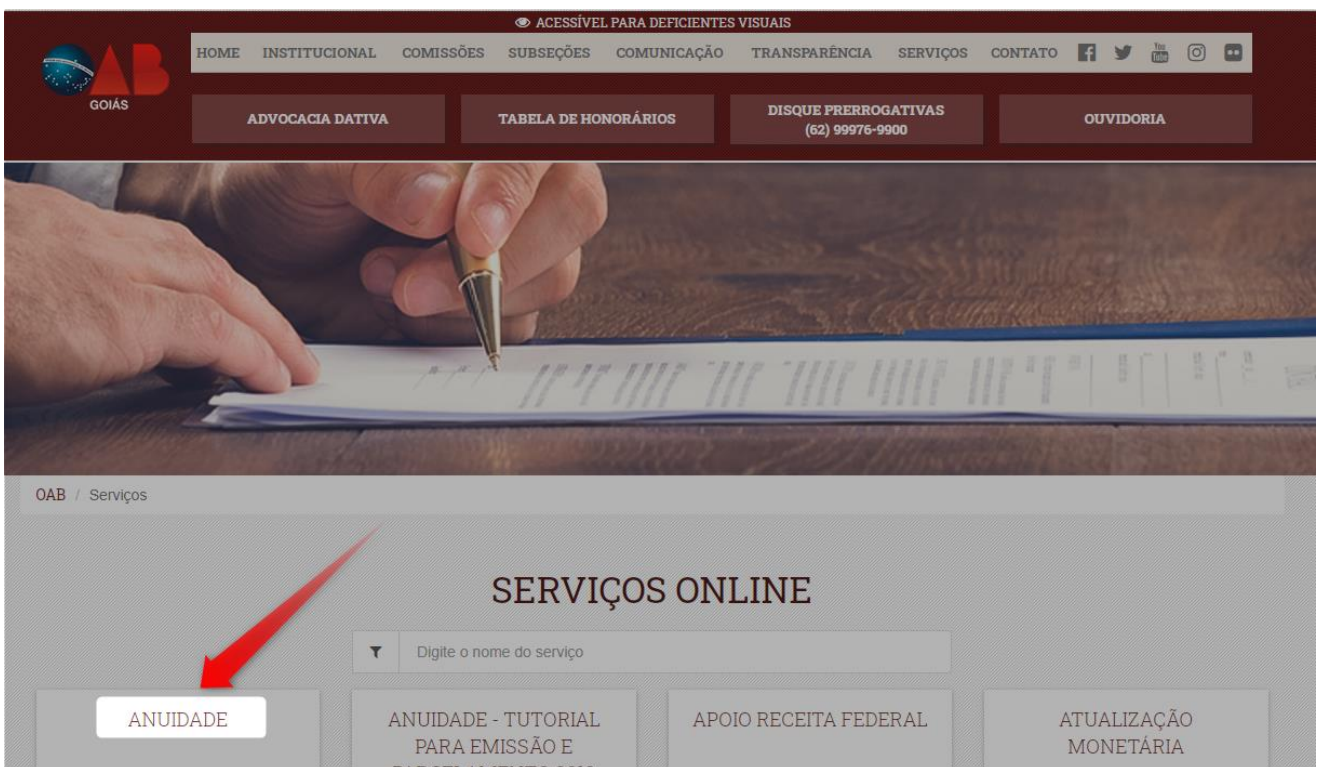 ACESSÍVEL PARA DEFICIENTES VISUAIS
OAB
GOIÁS
HOME INSTITUCIONAL COMISSÕES SUBSEÇÕES COMUNICAÇÃO TRANSPARÊNCIA SERVIÇOS CONTATO You Tube
ADVOCACIA DATIVA TABELA DE HONORÁRIOS DISQUE PRERROGATIVAS OUVIDORIA
(62) 99976-9900
OAB / Serviços
SERVIÇOS ONLINE
Digite o nome do serviço
ANUIDADE
ANUIDADE - TUTORIAL
PARA EMISSÃO E
APOIO RECEITA FEDERAL
ATUALIZAÇÃO
MONETÁRIA